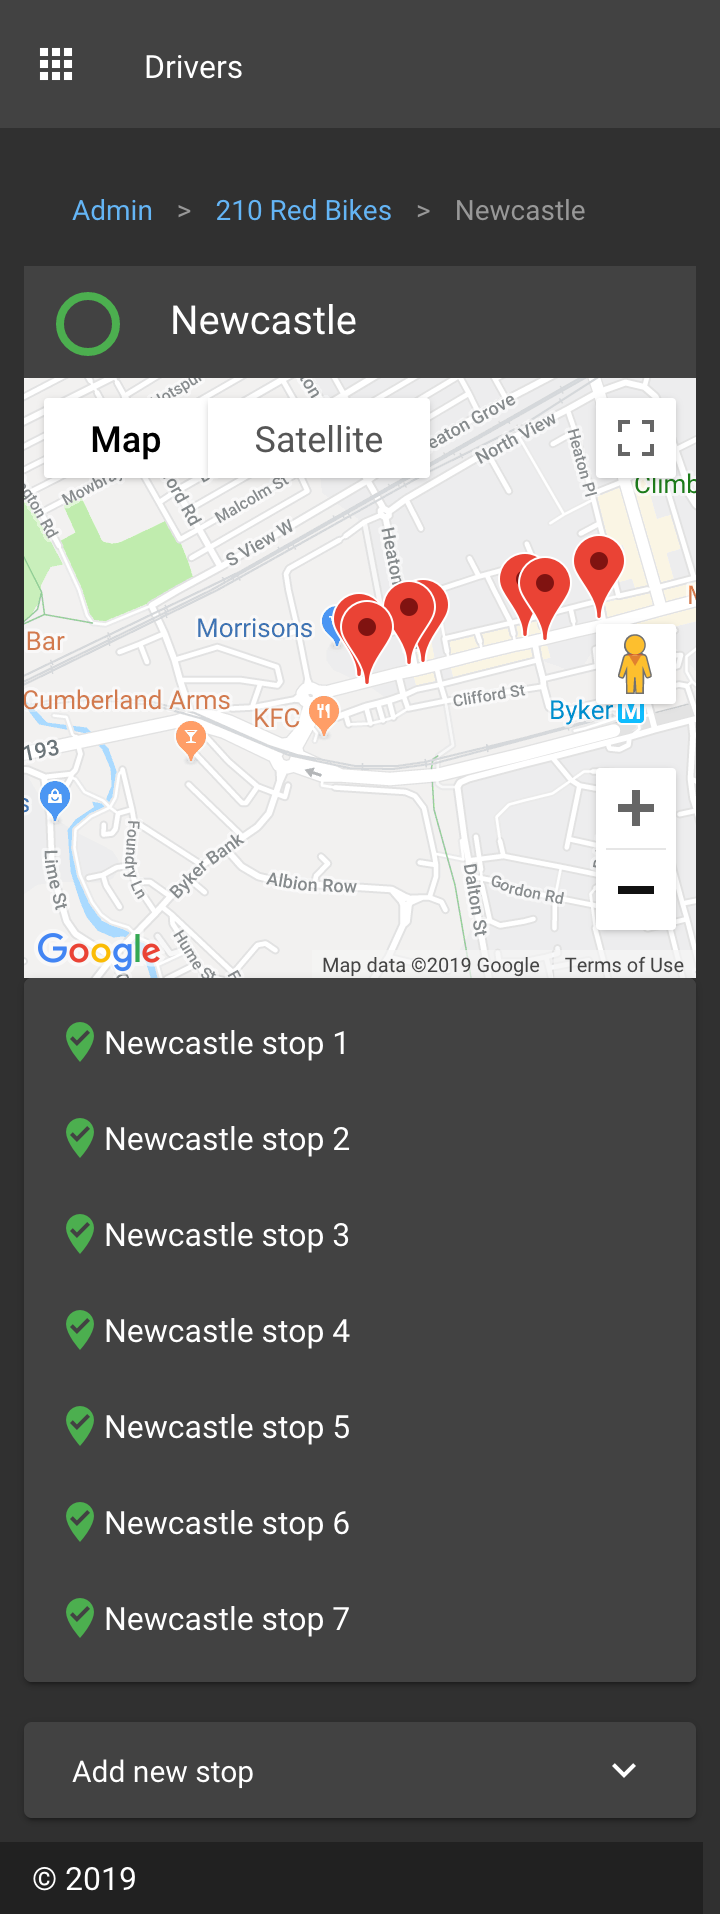 Drivers
Admin > 210 Red Bikes > Newcastle
Newcastle
Map
Satellite
eaton Grove
North View
Heaton Pl
Climb
Mowbr
ord Rd
gton Rd
Malcolm St
S View W
Heaton
Morrisons
Bar
Cumberland Arms
KFC
Clifford St
Byker M
193
Foundry Ln
Byker Bank
Lime St
Albion Row
Dalton St
Gordon Rd
Hume St
Google
Map data ©2019 Google
Terms of Use
Newcastle stop 1
Newcastle stop 2
Newcastle stop 3
Newcastle stop 4
Newcastle stop 5
Newcastle stop 6
Newcastle stop 7
Add new stop
© 2019